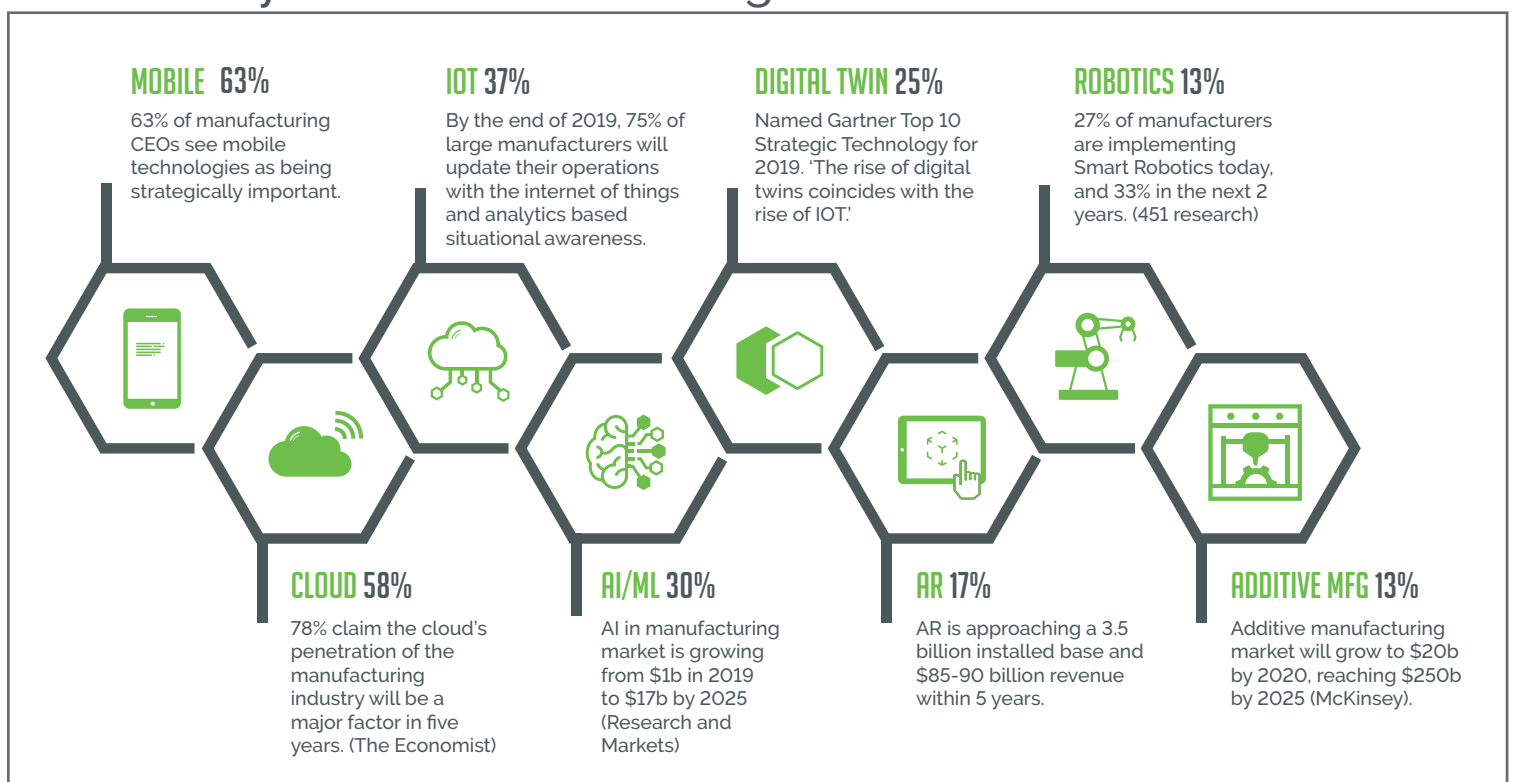 MOBILE 63%
63% of manufacturing
CEOs see mobile
technologies as being
strategically important.
IOT 37%
By the end of 2019, 75% of
large manufacturers will
update their operations
with the internet of things
and analytics based
situational awareness.
DIGITAL TWIN 25%
Named Gartner Top 10
Strategic Technology for
2019. ‘The rise of digital
twins coincides with the
rise of IOT.’
ROBOTICS 13%
27% of manufacturers
are implementing
Smart Robotics today,
and 33% in the next 2
years. (451 research)
CLOUD 58%
78% claim the cloud’s
penetration of the
manufacturing
industry will be a
major factor in five
years. (The Economist)
AI/ML 30%
AI in manufacturing
market is growing
from $1b in 2019
to $17b by 2025
(Research and
Markets)
AR 17%
AR is approaching a 3.5
billion installed base and
$85-90 billion revenue
within 5 years.
ADDITIVE MFG 13%
Additive manufacturing
market will grow to $20b
by 2020, reaching $250b
by 2025 (McKinsey).